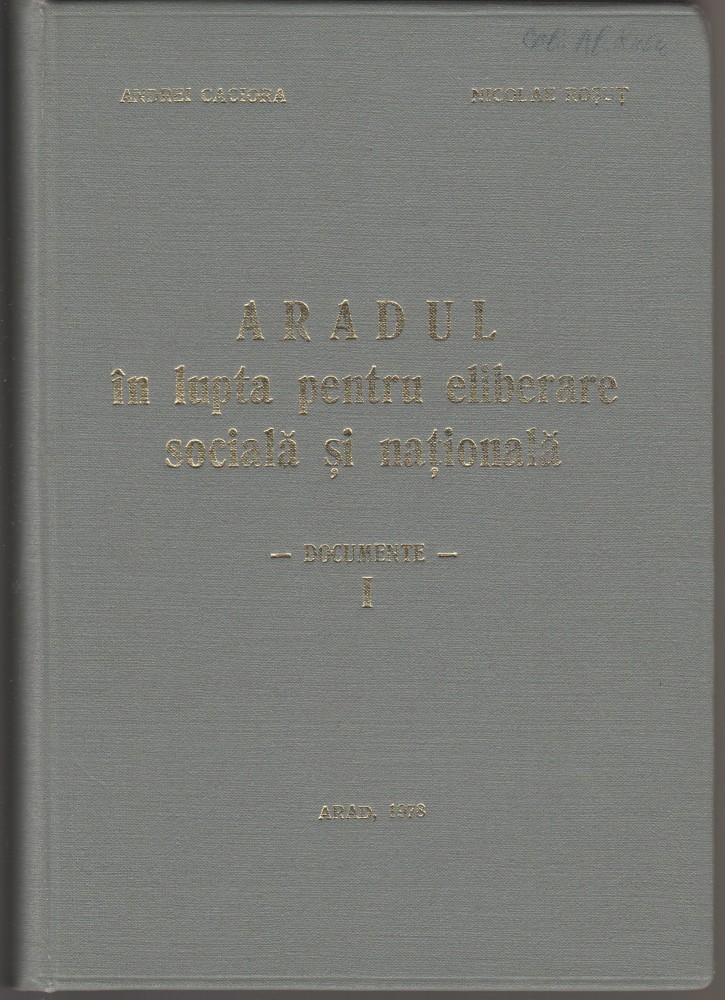 ANDREI CACIORA NICOLAE ROȘUȚ
ARADUL
în lupta pentru eliberare
socială și națională
— DOCUMENTE —
I
ARAD, 1978